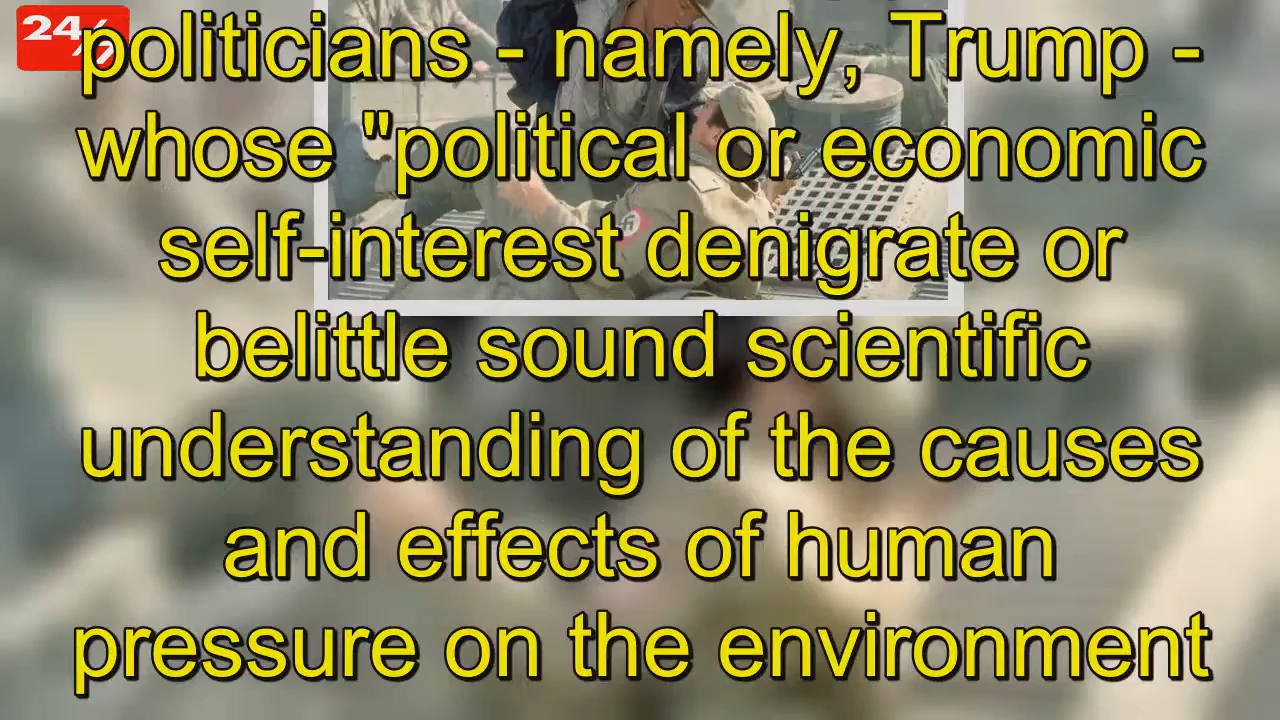 24
politicians - namely, Trump -
whose "political or economic
self-interest denigrate or
belittle sound scientific
understanding of the causes
and effects of human
pressure on the environment